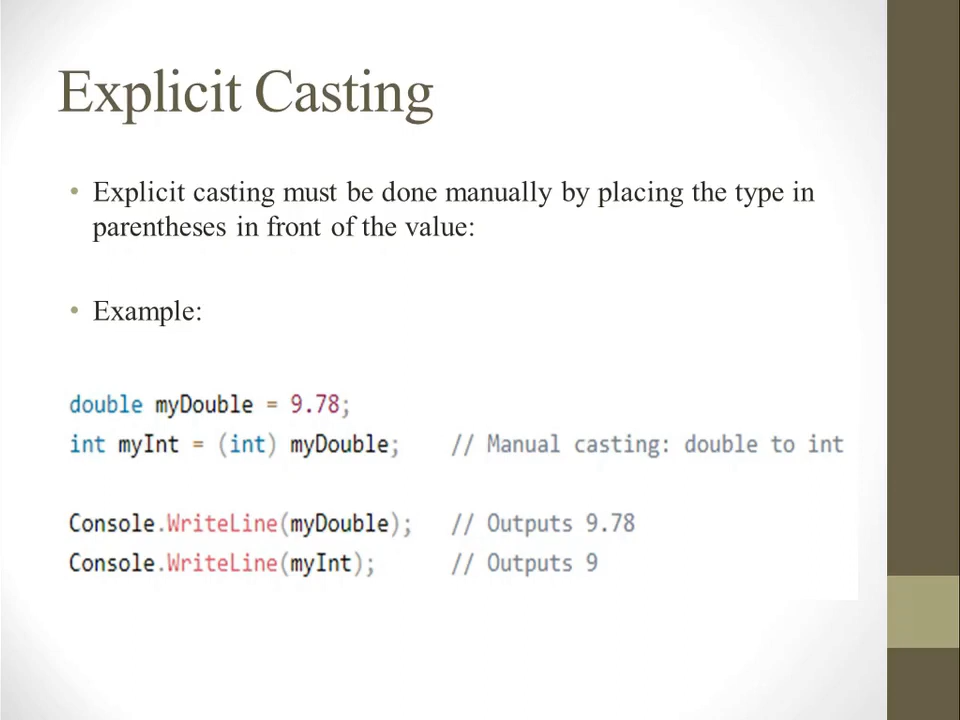 Explicit Casting
• Explicit casting must be done manually by placing the type in
parentheses in front of the value:
• Example:
double myDouble = 9.78;
int myInt = (int) myDouble;    // Manual casting: double to int
Console.WriteLine(myDouble);   // Outputs 9.78
Console.WriteLine(myInt);      // Outputs 9